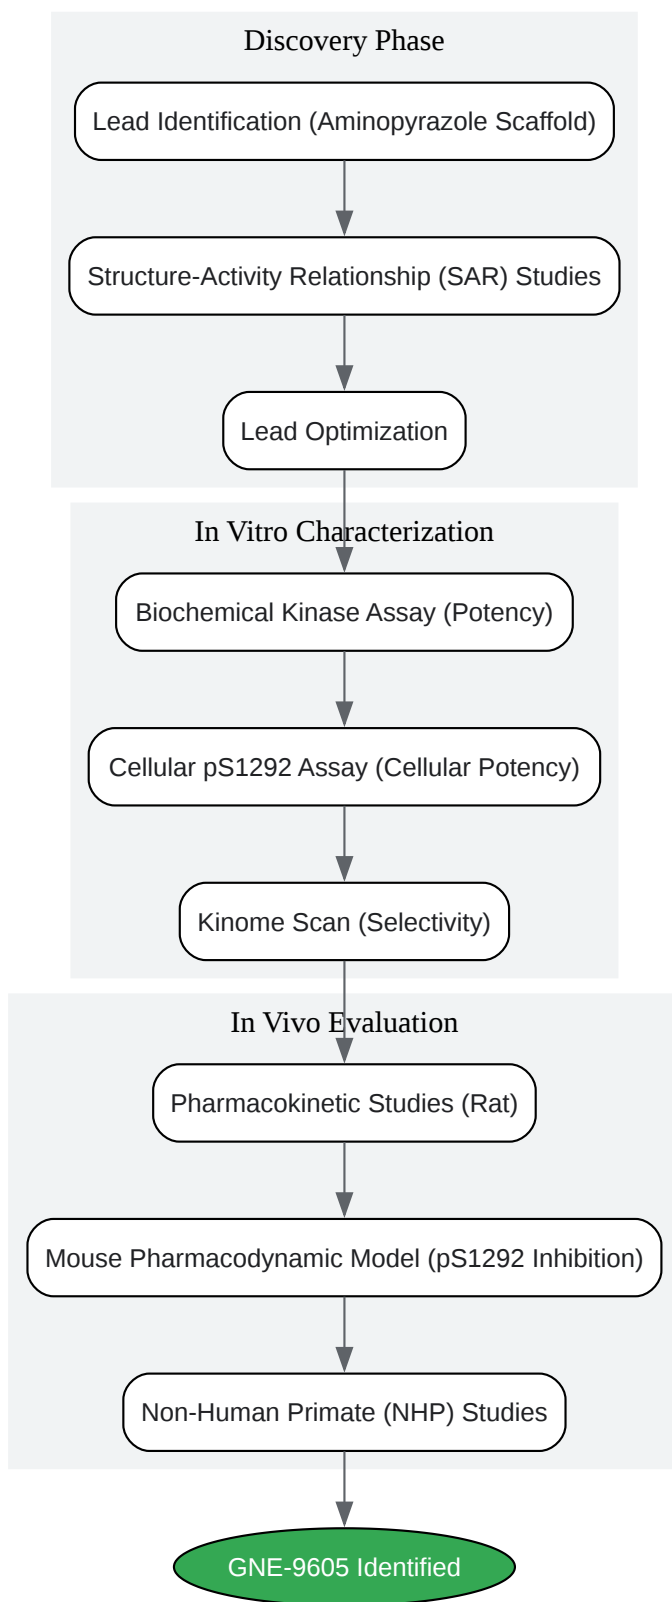 Discovery Phase
Lead Identification (Aminopyrazole Scaffold)
Structure-Activity Relationship (SAR) Studies
Lead Optimization
In Vitro Characterization
Biochemical Kinase Assay (Potency)
Cellular pS1292 Assay (Cellular Potency)
Kinome Scan (Selectivity)
In Vivo Evaluation
Pharmacokinetic Studies (Rat)
Mouse Pharmacodynamic Model (pS1292 Inhibition)
Non-Human Primate (NHP) Studies
GNE-9605 Identified